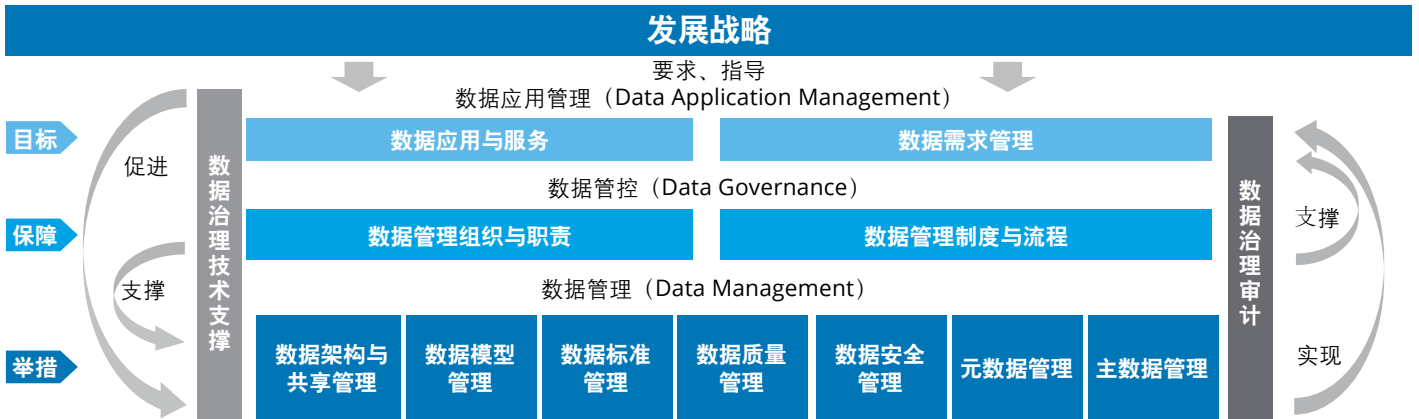 发展战略
要求、指导
数据应用管理（Data Application Management）
目标
数据应用与服务
数据需求管理
促进
数据治理技术支撑
数据管控（Data Governance）
保障
数据管理组织与职责
数据管理制度与流程
支撑
数据治理审计
支撑
数据管理（Data Management）
举措
数据架构与
共享管理
数据模型
管理
数据标准
管理
数据质量
管理
数据安全
管理
元数据管理
主数据管理
实现